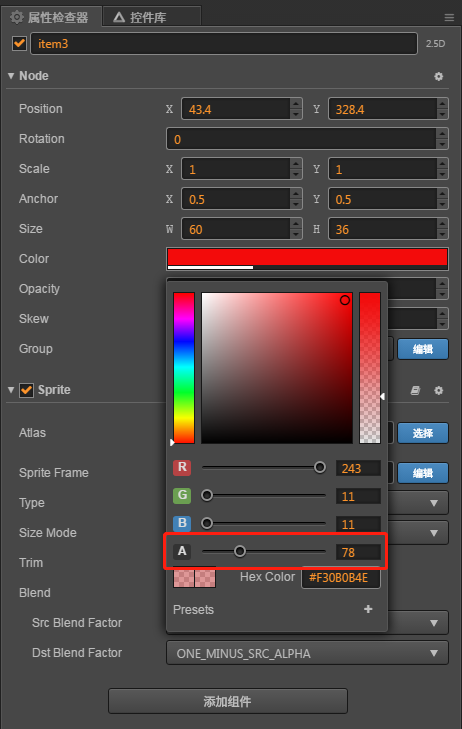 属性检查器 控件库
item3 2.5D
Node
Position X 43.4 Y 328.4
Rotation 0
Scale X 1 Y 1
Anchor X 0.5 Y 0.5
Size W 60 H 36
Color
Opacity
Skew
Group 编辑
Sprite
Atlas 选择
Sprite Frame 编辑
Type
Size Mode
Trim
Blend
Src Blend Factor
Dst Blend Factor ONE_MINUS_SRC_ALPHA
R 243
G 11
B 11
A 78
Hex Color #F30B0B4E
Presets +
添加组件